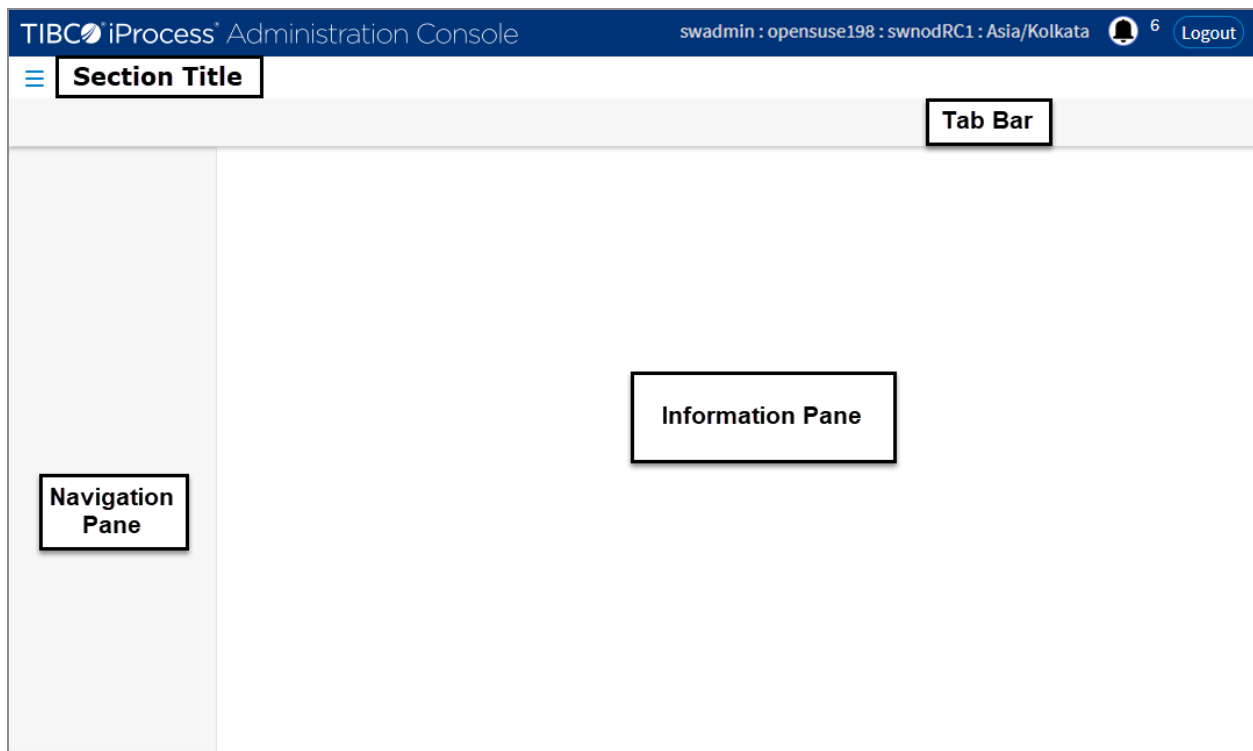 TIBCO® iProcess® Administration Console
swadmin : opensuse198 : swnodRC1 : Asia/Kolkata
6
Logout
Section Title
Tab Bar
Information Pane
Navigation
Pane